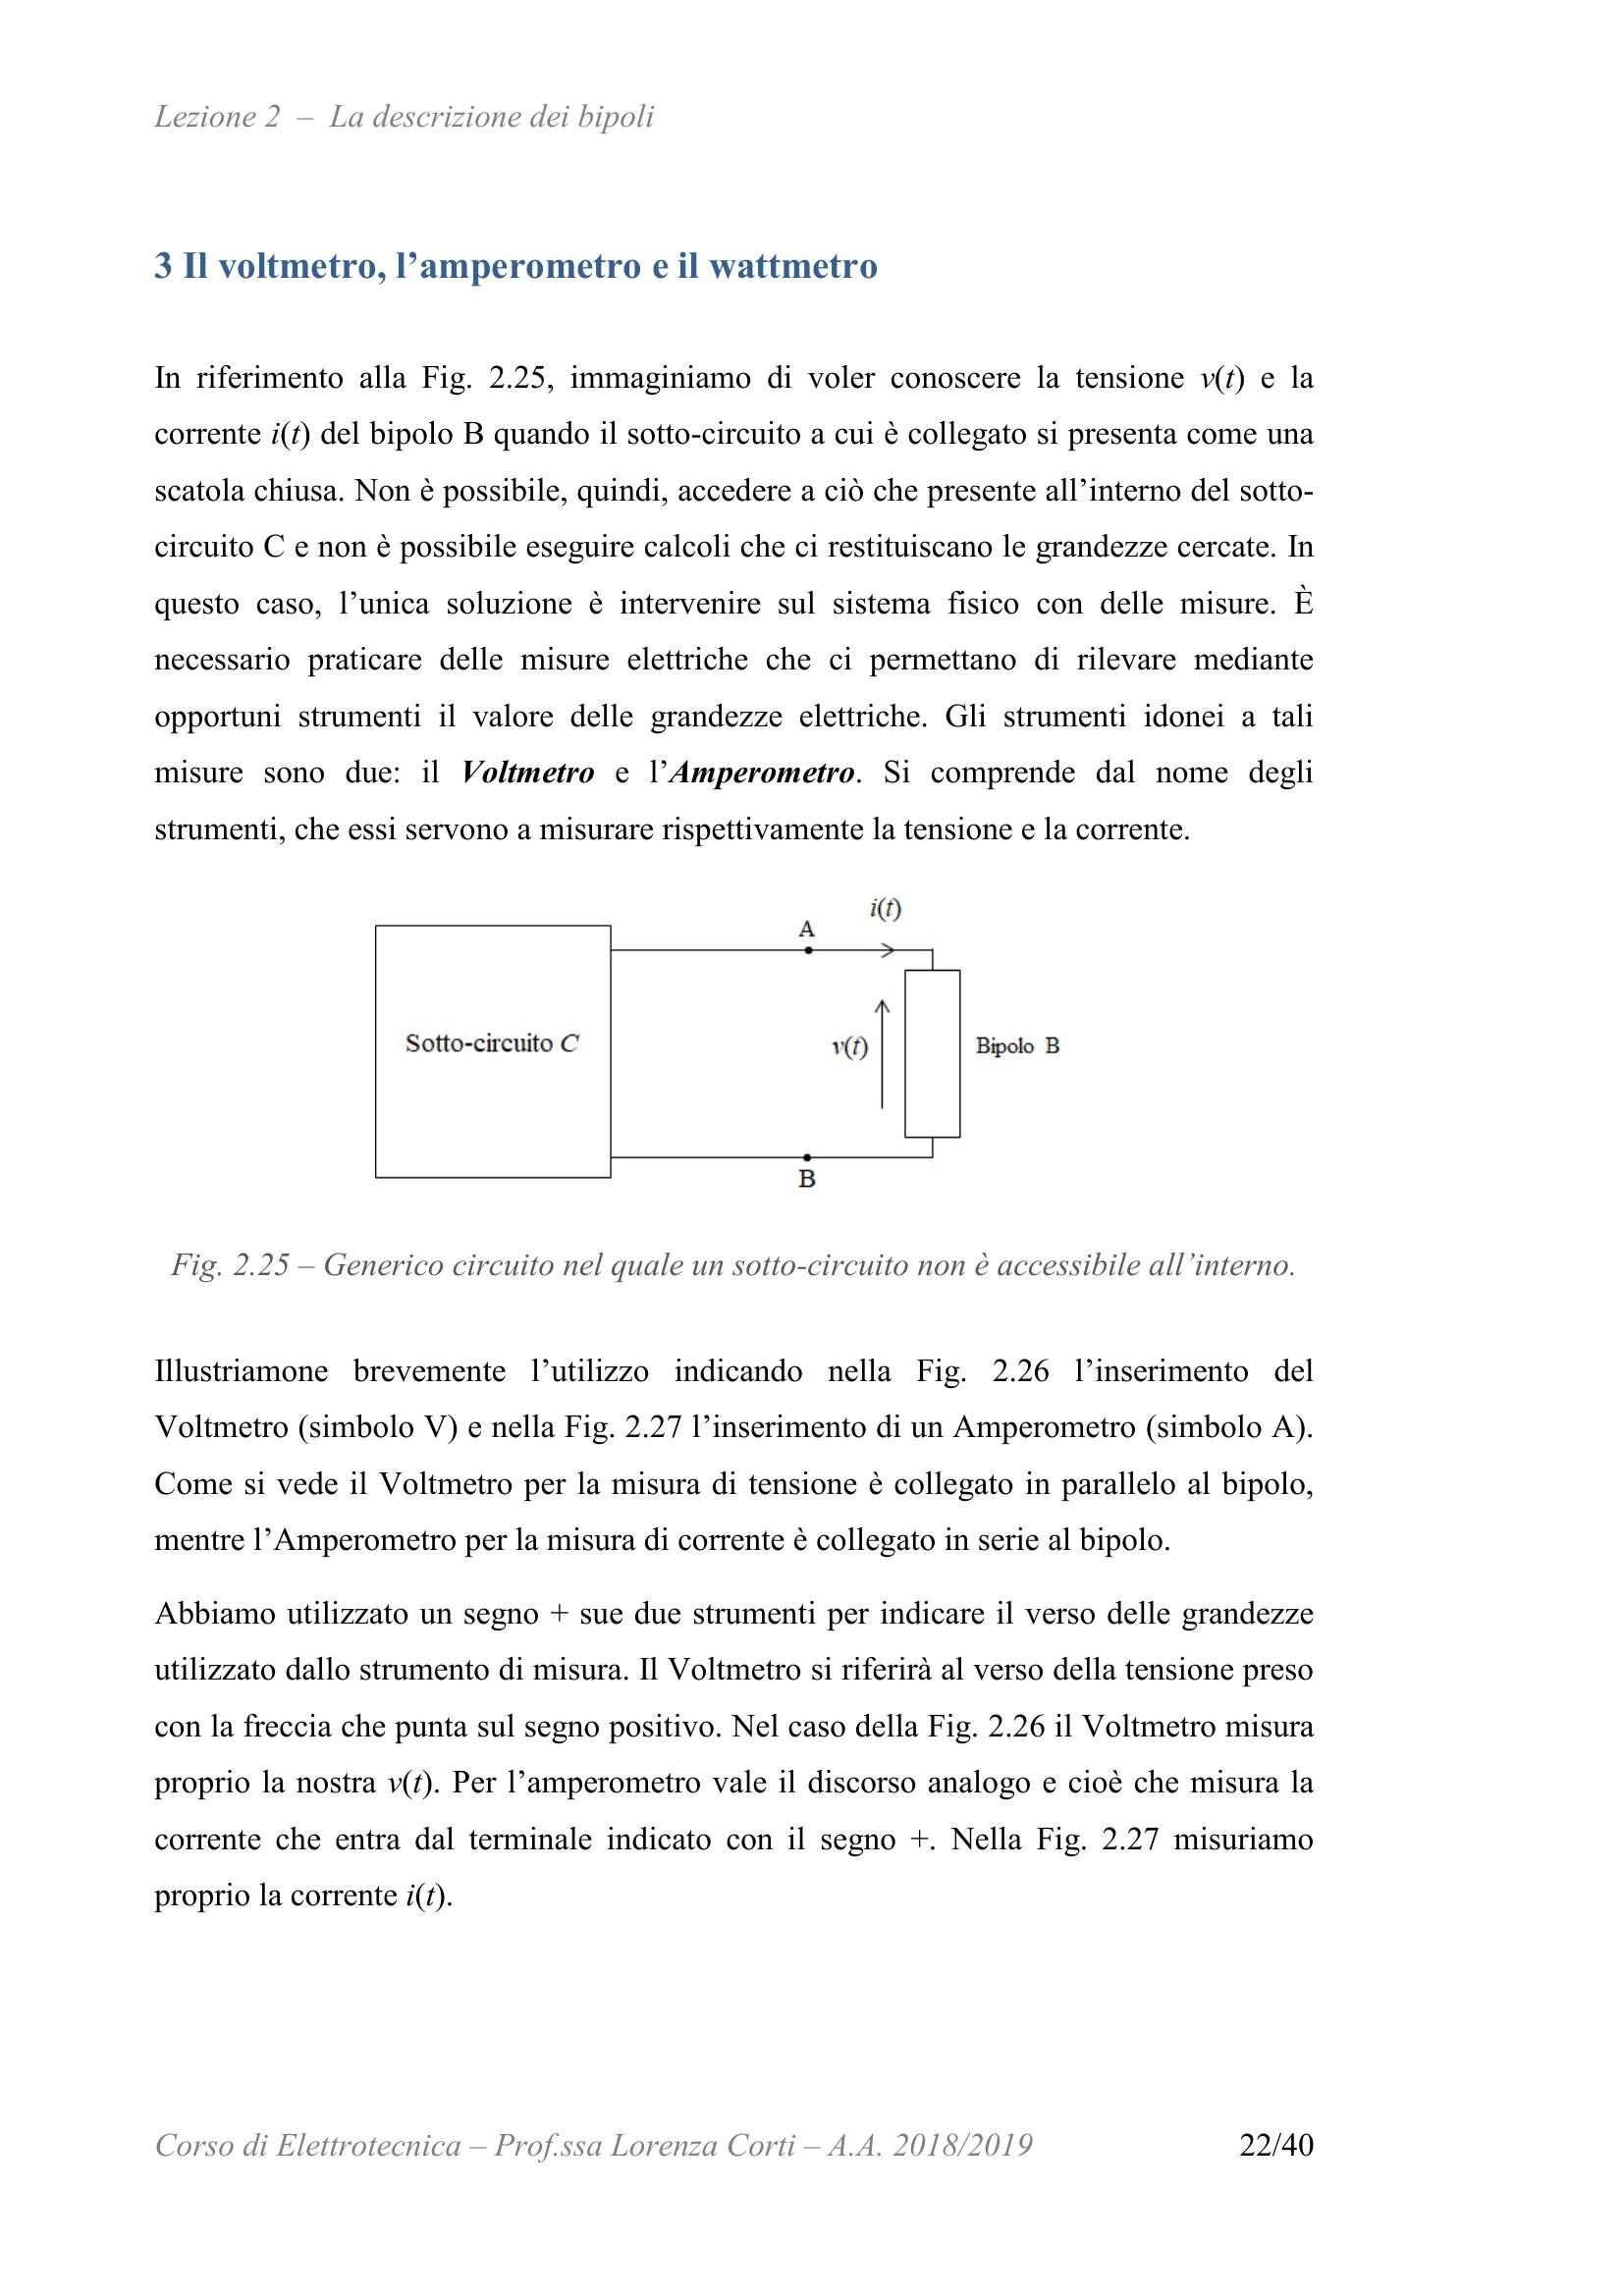 Lezione 2 – La descrizione dei bipoli
3 Il voltmetro, l’amperometro e il wattmetro
In riferimento alla Fig. 2.25, immaginiamo di voler conoscere la tensione v(t) e la
corrente i(t) del bipolo B quando il sotto-circuito a cui è collegato si presenta come una
scatola chiusa. Non è possibile, quindi, accedere a ciò che presente all’interno del sotto-
circuito C e non è possibile eseguire calcoli che ci restituiscano le grandezze cercate. In
questo caso, l’unica soluzione è intervenire sul sistema fisico con delle misure. È
necessario praticare delle misure elettriche che ci permettano di rilevare mediante
opportuni strumenti il valore delle grandezze elettriche. Gli strumenti idonei a tali
misure sono due: il Voltmetro e l’Amperometro. Si comprende dal nome degli
strumenti, che essi servono a misurare rispettivamente la tensione e la corrente.
i(t)
A
Sotto-circuito C
v(t)
Bipolo B
B
Fig. 2.25 – Generico circuito nel quale un sotto-circuito non è accessibile all’interno.
Illustriamone brevemente l’utilizzo indicando nella Fig. 2.26 l’inserimento del
Voltmetro (simbolo V) e nella Fig. 2.27 l’inserimento di un Amperometro (simbolo A).
Come si vede il Voltmetro per la misura di tensione è collegato in parallelo al bipolo,
mentre l’Amperometro per la misura di corrente è collegato in serie al bipolo.
Abbiamo utilizzato un segno + sue due strumenti per indicare il verso delle grandezze
utilizzato dallo strumento di misura. Il Voltmetro si riferirà al verso della tensione preso
con la freccia che punta sul segno positivo. Nel caso della Fig. 2.26 il Voltmetro misura
proprio la nostra v(t). Per l’amperometro vale il discorso analogo e cioè che misura la
corrente che entra dal terminale indicato con il segno +. Nella Fig. 2.27 misuriamo
proprio la corrente i(t).
Corso di Elettrotecnica – Prof.ssa Lorenza Corti – A.A. 2018/2019 22/40